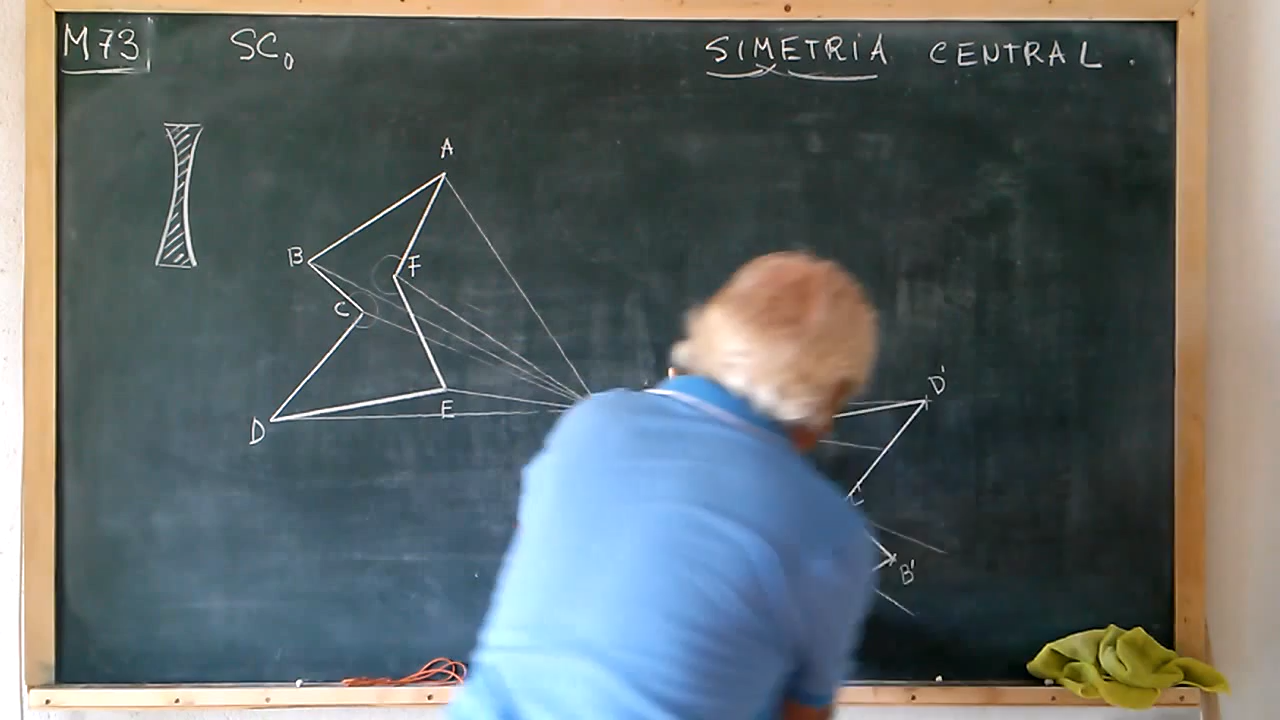 M73 SC₀ SIMETRIA CENTRAL.
A
B
F
C
D'
E
D
B'